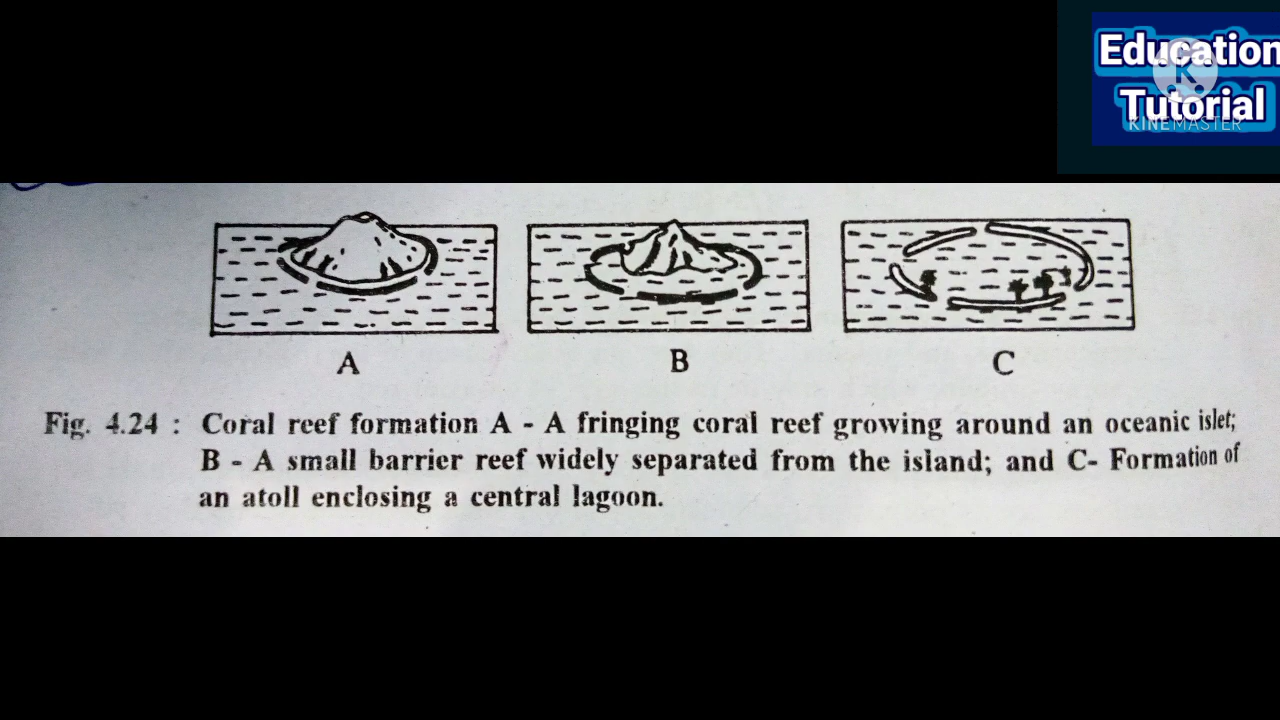 Education
Tutorial
KINEMASTER
A
B
C
Fig. 4.24 : Coral reef formation A - A fringing coral reef growing around an oceanic islet;
B - A small barrier reef widely separated from the island; and C- Formation of
an atoll enclosing a central lagoon.